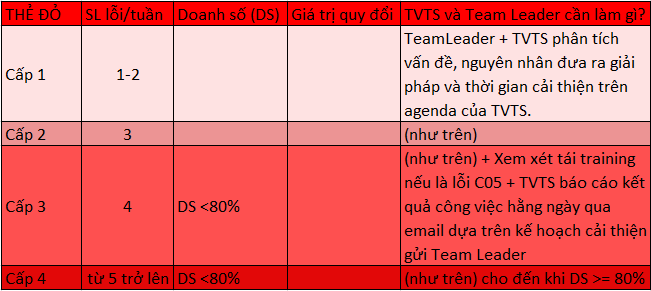 THẺ ĐỎ SL lỗi/tuần Doanh số (DS) Giá trị quy đổi TVTS và Team Leader cần làm gì?
Cấp 1 1-2
TeamLeader + TVTS phân tích
vấn đề, nguyên nhân đưa ra giải
pháp và thời gian cải thiện trên
agenda của TVTS.
Cấp 2 3 (như trên)
Cấp 3 4 DS <80%
(như trên) + Xem xét tái training
nếu là lỗi C05 + TVTS báo cáo kết
quả công việc hằng ngày qua
email dựa trên kế hoạch cải thiện
gửi Team Leader
Cấp 4 từ 5 trở lên DS <80% (như trên) cho đến khi DS >= 80%